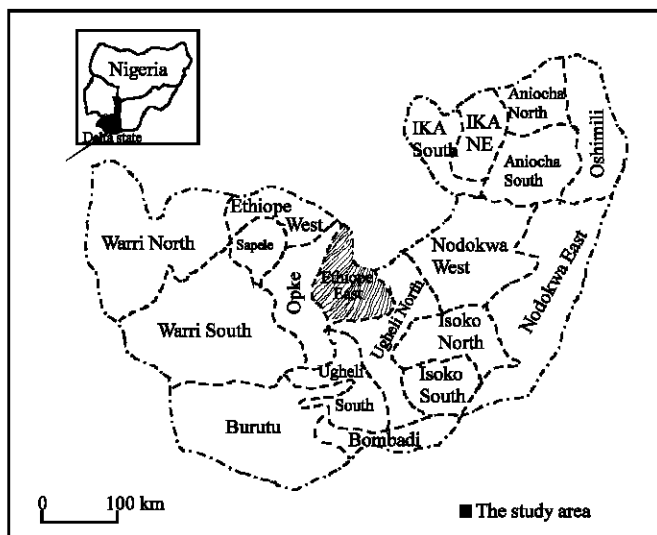 Nigeria
Delta state
IKA
South
IKA
NE
Aniocha
North
Aniocha
South
Oshimili
Ethiope
West
Warri North
Sapele
Opke
Ethiope
East
Nodokwa
West
Nodokwa East
Ugheli North
Warri South
Isoko
North
Ugheli
South
Isoko
South
Burutu
Bombadi
0 100 km
The study area